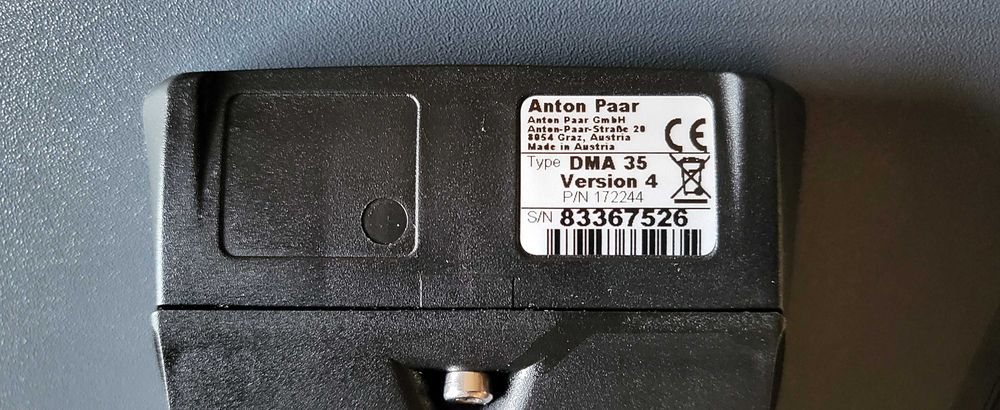 Anton Paar
Anton Paar GmbH
Anton-Paar-Straße 20
8054 Graz, Austria
Made in Austria
CE
Type DMA 35
Version 4
P/N 172244
S/N 83367526